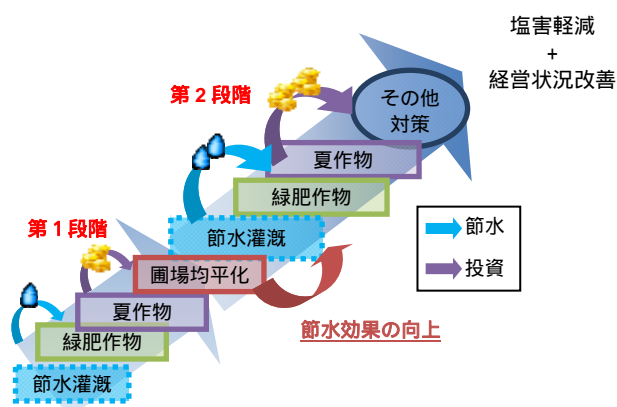 塩害軽減
+
経営状況改善
その他
対策
第2段階
夏作物
緑肥作物
節水灌漑
第1段階
圃場均平化
夏作物
緑肥作物
節水灌漑
節水
投資
節水効果の向上